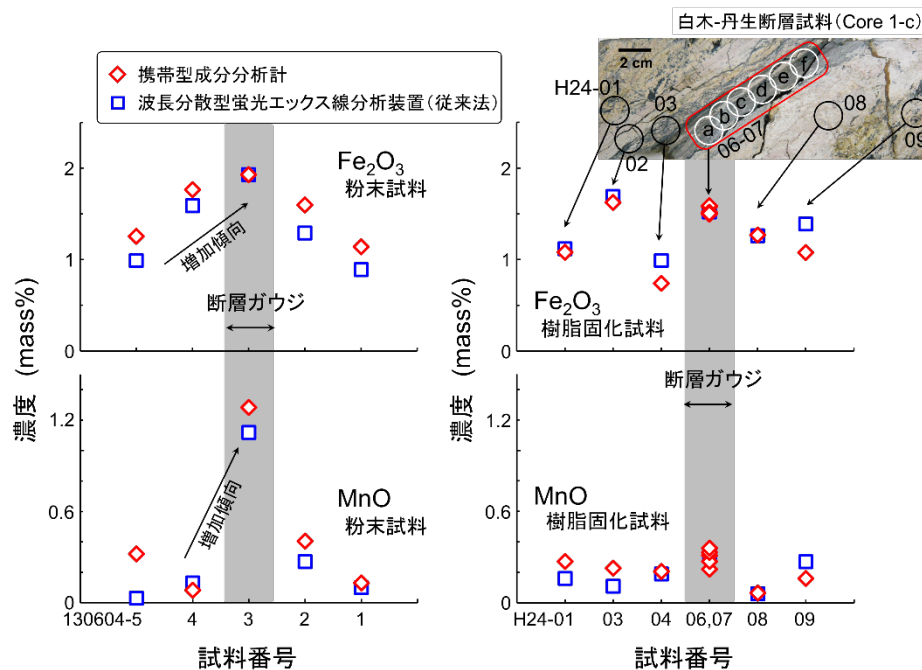 白木-丹生断層試料(Core 1-c)
2 cm
H24-01
03
02
a
b
c
d
e
f
06-07
08
09
携帯型成分分析計
波長分散型蛍光エックス線分析装置(従来法)
濃度 (mass%)
2
1
0
Fe2O3
粉末試料
増加傾向
断層ガウジ
濃度 (mass%)
2
1
0
Fe2O3
樹脂固化試料
濃度 (mass%)
1.2
0.6
0
MnO
粉末試料
増加傾向
130604-5
4
3
2
1
試料番号
濃度 (mass%)
1.2
0.6
0
断層ガウジ
MnO
樹脂固化試料
H24-01
03
04
06,07
08
09
試料番号